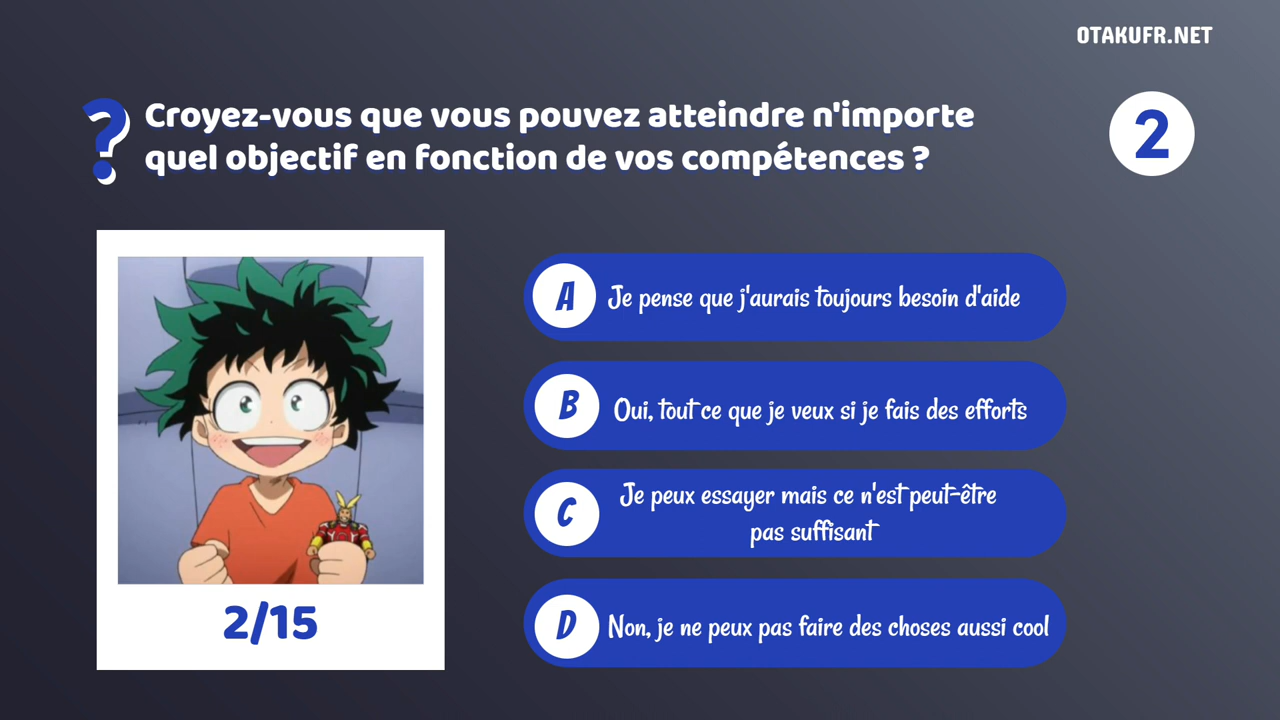 OTAKUFR.NET
? Croyez-vous que vous pouvez atteindre n'importe
quel objectif en fonction de vos compétences ?
2
A Je pense que j'aurais toujours besoin d'aide
B Oui, tout ce que je veux si je fais des efforts
C Je peux essayer mais ce n'est peut-être
pas suffisant
D Non, je ne peux pas faire des choses aussi cool
2/15